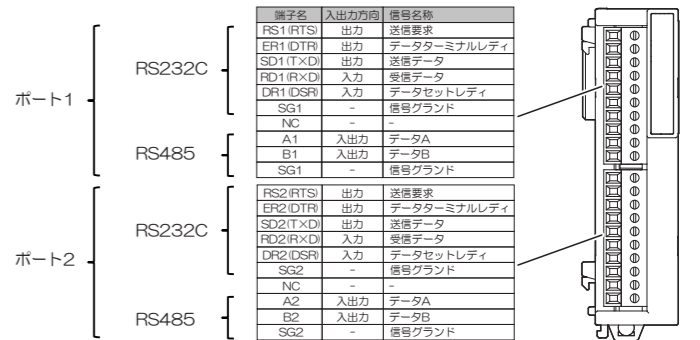 端子名 入出力方向 信号名称
RS1(RTS) 出力 送信要求
ER1(DTR) 出力 データターミナルレディ
SD1(T×D) 出力 送信データ
RD1(R×D) 入力 受信データ
DR1(DSR) 入力 データセットレディ
SG1 - 信号グランド
NC - -
A1 入出力 データA
B1 入出力 データB
SG1 - 信号グランド
ポート1
RS232C
RS485
RS2(RTS) 出力 送信要求
ER2(DTR) 出力 データターミナルレディ
SD2(T×D) 出力 送信データ
RD2(R×D) 入力 受信データ
DR2(DSR) 入力 データセットレディ
SG2 - 信号グランド
NC - -
A2 入出力 データA
B2 入出力 データB
SG2 - 信号グランド
ポート2
RS232C
RS485